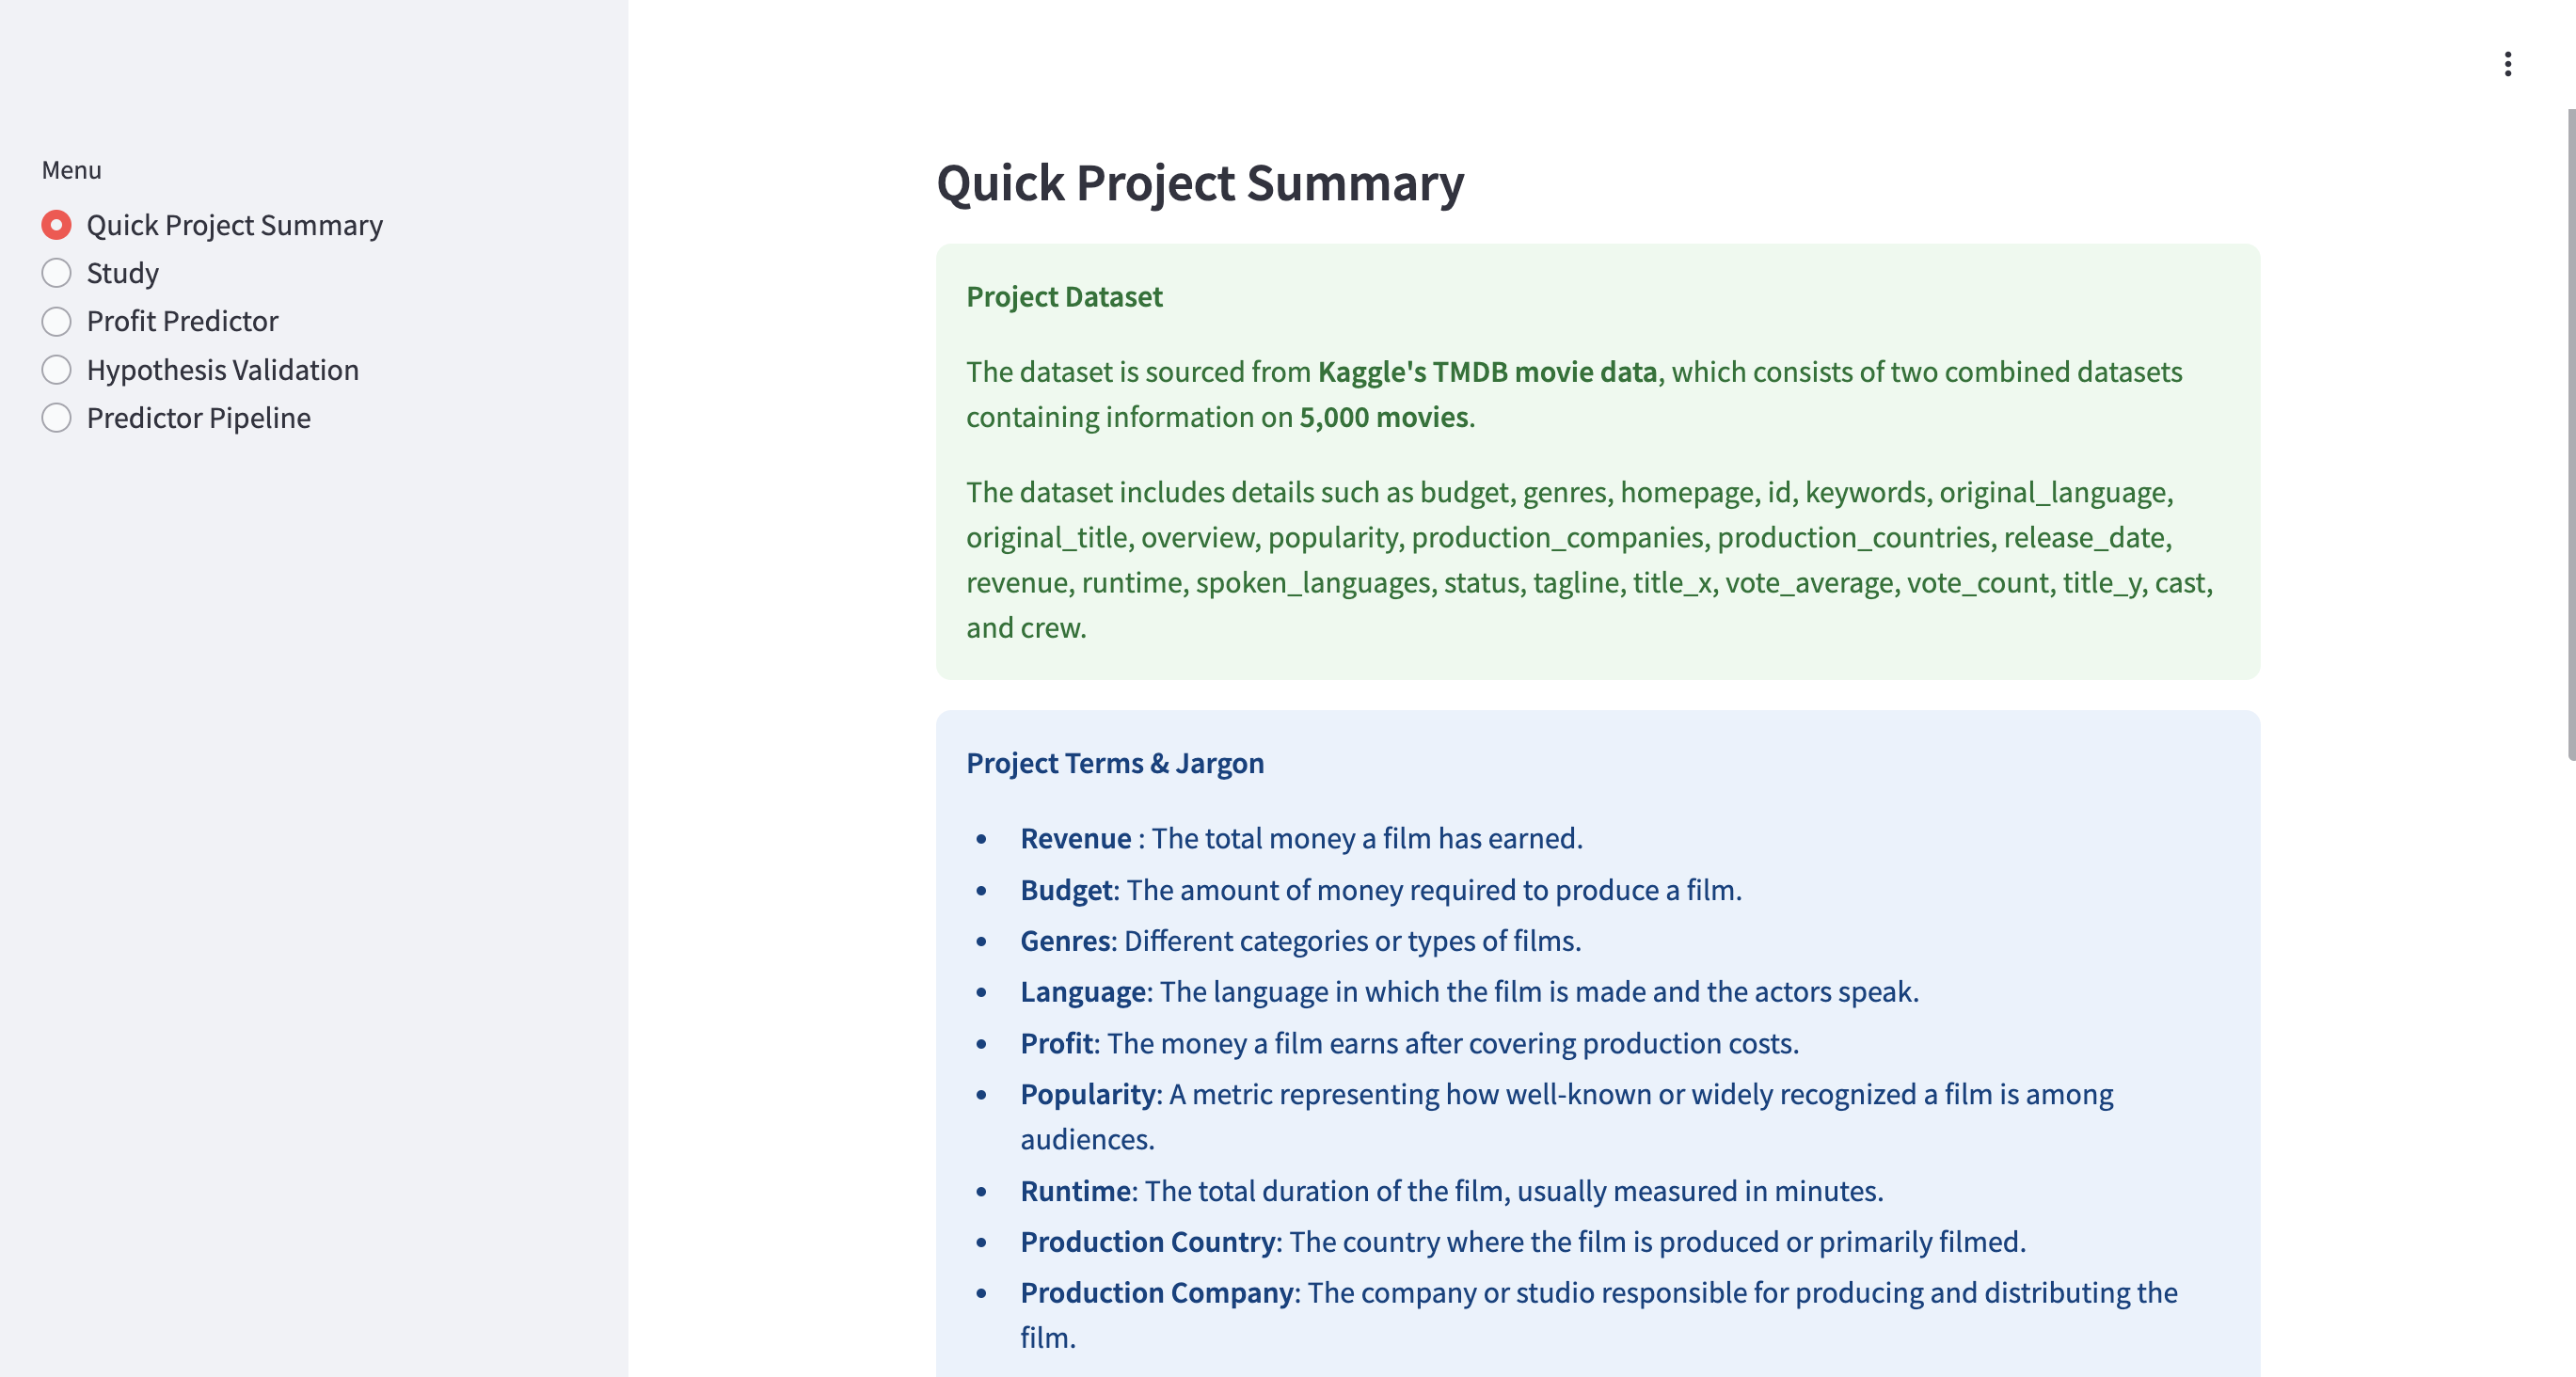 Menu
Quick Project Summary
Study
Profit Predictor
Hypothesis Validation
Predictor Pipeline
Quick Project Summary
Project Dataset
The dataset is sourced from Kaggle's TMDB movie data, which consists of two combined datasets
containing information on 5,000 movies.
The dataset includes details such as budget, genres, homepage, id, keywords, original_language,
original_title, overview, popularity, production_companies, production_countries, release_date,
revenue, runtime, spoken_languages, status, tagline, title_x, vote_average, vote_count, title_y, cast,
and crew.
Project Terms & Jargon
• Revenue : The total money a film has earned.
• Budget: The amount of money required to produce a film.
• Genres: Different categories or types of films.
• Language: The language in which the film is made and the actors speak.
• Profit: The money a film earns after covering production costs.
• Popularity: A metric representing how well-known or widely recognized a film is among
audiences.
• Runtime: The total duration of the film, usually measured in minutes.
• Production Country: The country where the film is produced or primarily filmed.
• Production Company: The company or studio responsible for producing and distributing the
film.